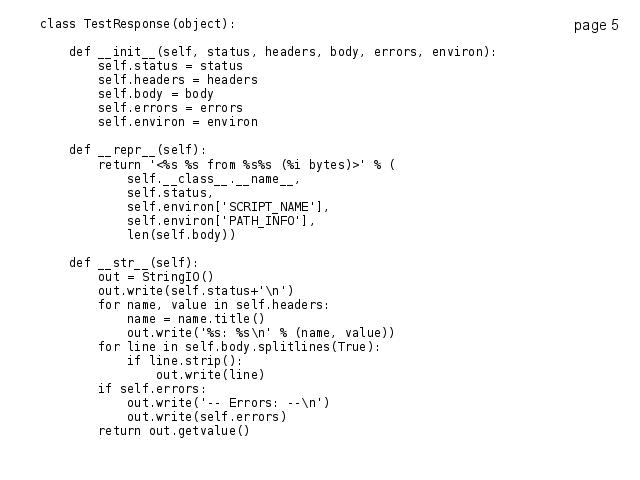 class TestResponse(object):
page 5
def __init__(self, status, headers, body, errors, environ):
self.status = status
self.headers = headers
self.body = body
self.errors = errors
self.environ = environ
def __repr__(self):
return '<%s %s from %s%s (%i bytes)>' % (
self.__class__.__name__,
self.status,
self.environ['SCRIPT_NAME'],
self.environ['PATH_INFO'],
len(self.body))
def __str__(self):
out = StringIO()
out.write(self.status+'\n')
for name, value in self.headers:
name = name.title()
out.write('%s: %s\n' % (name, value))
for line in self.body.splitlines(True):
if line.strip():
out.write(line)
if self.errors:
out.write('-- Errors: --\n')
out.write(self.errors)
return out.getvalue()